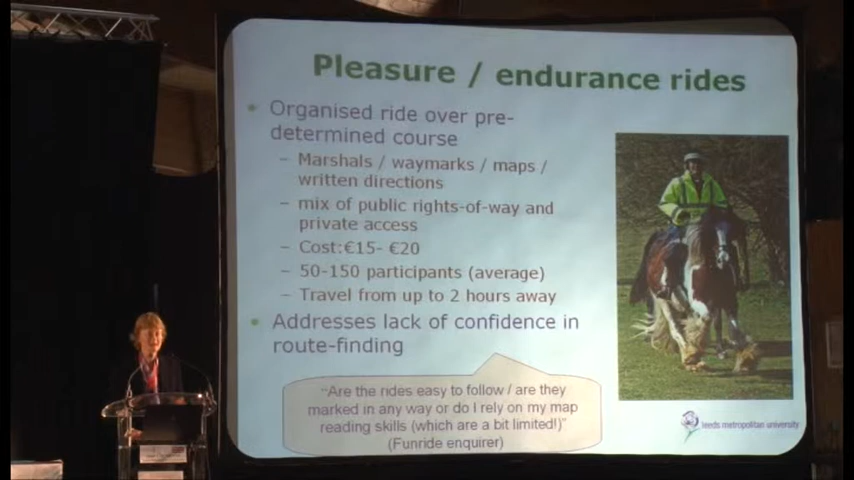 Pleasure / endurance rides
• Organised ride over pre-
determined course
– Marshals / waymarks / maps /
written directions
– mix of public rights-of-way and
private access
– Cost:€15- €20
– 50-150 participants (average)
– Travel from up to 2 hours away
• Addresses lack of confidence in
route-finding
"Are the rides easy to follow / are they
marked in any way or do I rely on my map
reading skills (which are a bit limited!)"
(Funride enquirer)
leeds metropolitan university